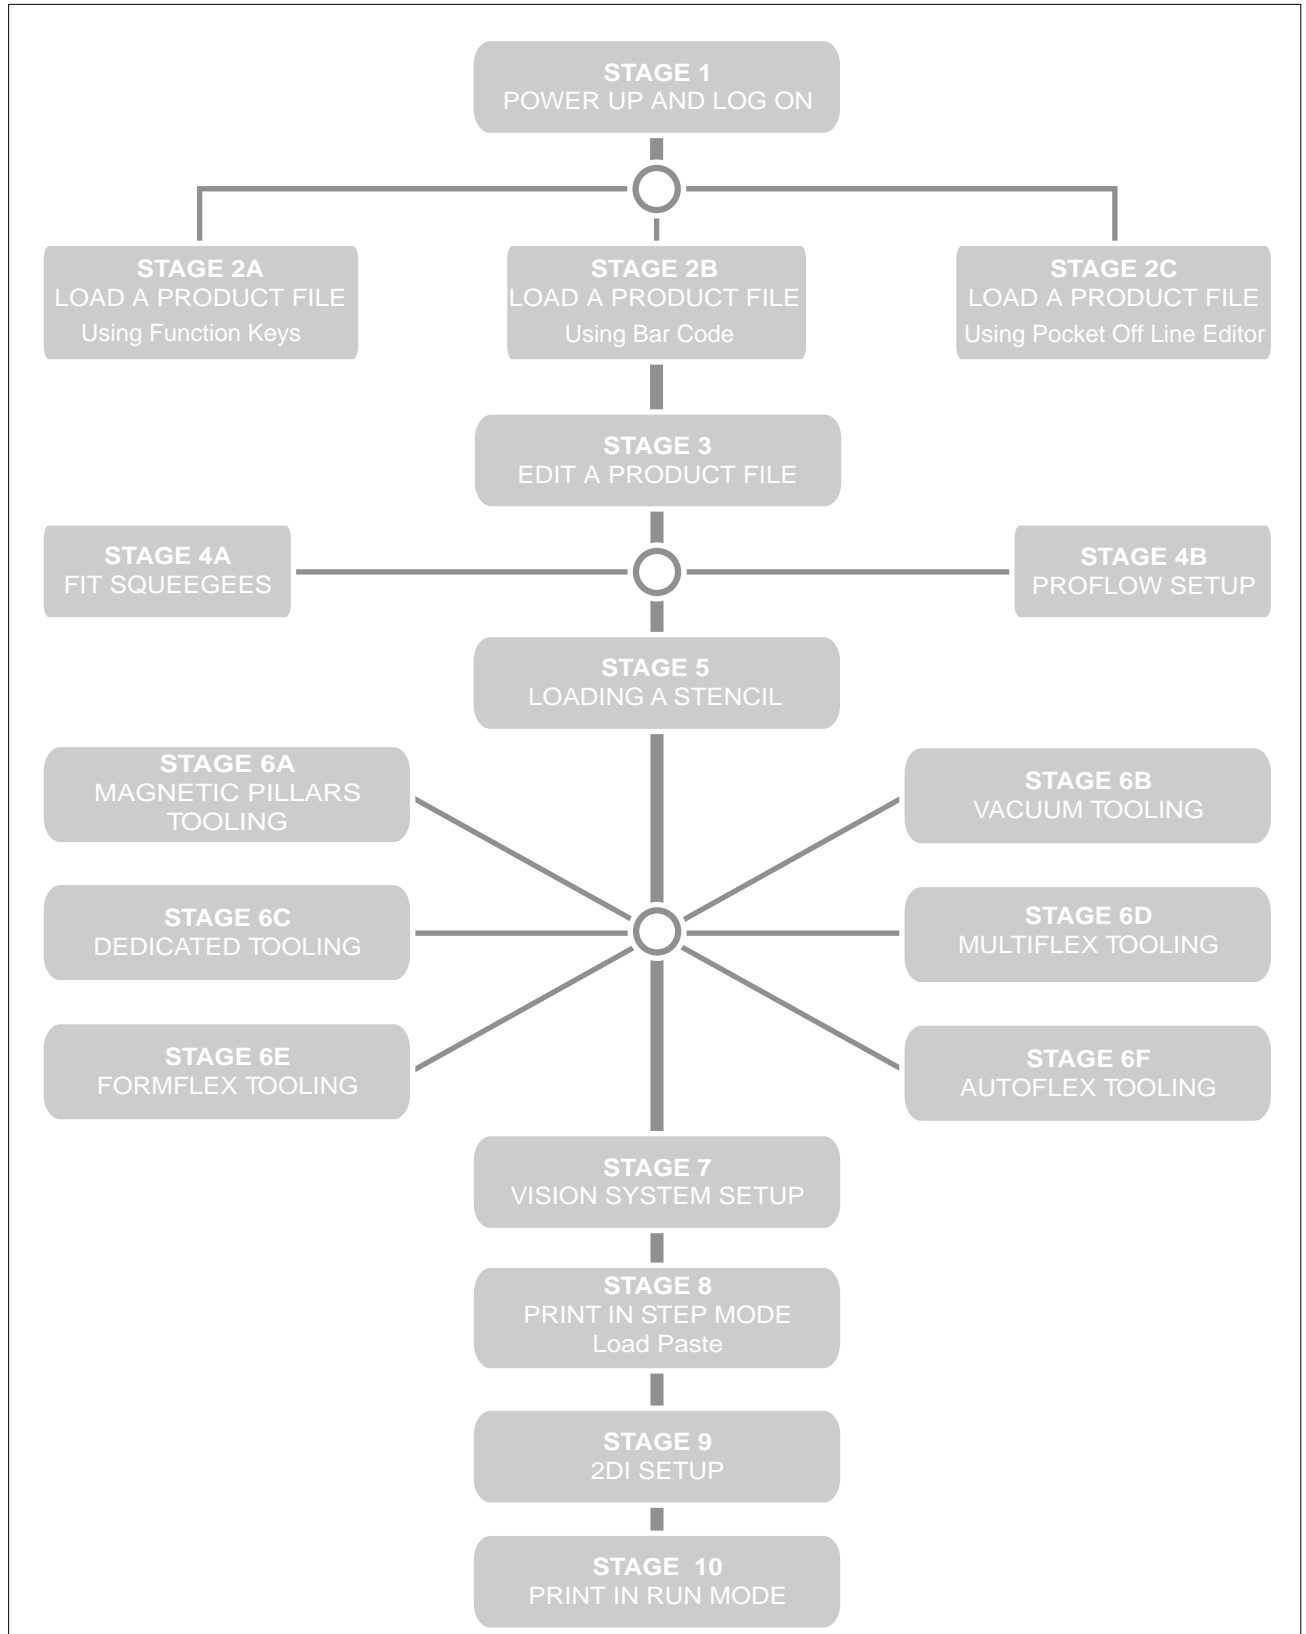 STAGE 1
POWER UP AND LOG ON
STAGE 2A
LOAD A PRODUCT FILE
Using Function Keys
STAGE 2B
LOAD A PRODUCT FILE
Using Bar Code
STAGE 2C
LOAD A PRODUCT FILE
Using Pocket Off Line Editor
STAGE 3
EDIT A PRODUCT FILE
STAGE 4A
FIT SQUEEGEES
STAGE 4B
PROFLOW SETUP
STAGE 5
LOADING A STENCIL
STAGE 6A
MAGNETIC PILLARS
TOOLING
STAGE 6B
VACUUM TOOLING
STAGE 6C
DEDICATED TOOLING
STAGE 6D
MULTIFLEX TOOLING
STAGE 6E
FORMFLEX TOOLING
STAGE 6F
AUTOFLEX TOOLING
STAGE 7
VISION SYSTEM SETUP
STAGE 8
PRINT IN STEP MODE
Load Paste
STAGE 9
2DI SETUP
STAGE 10
PRINT IN RUN MODE